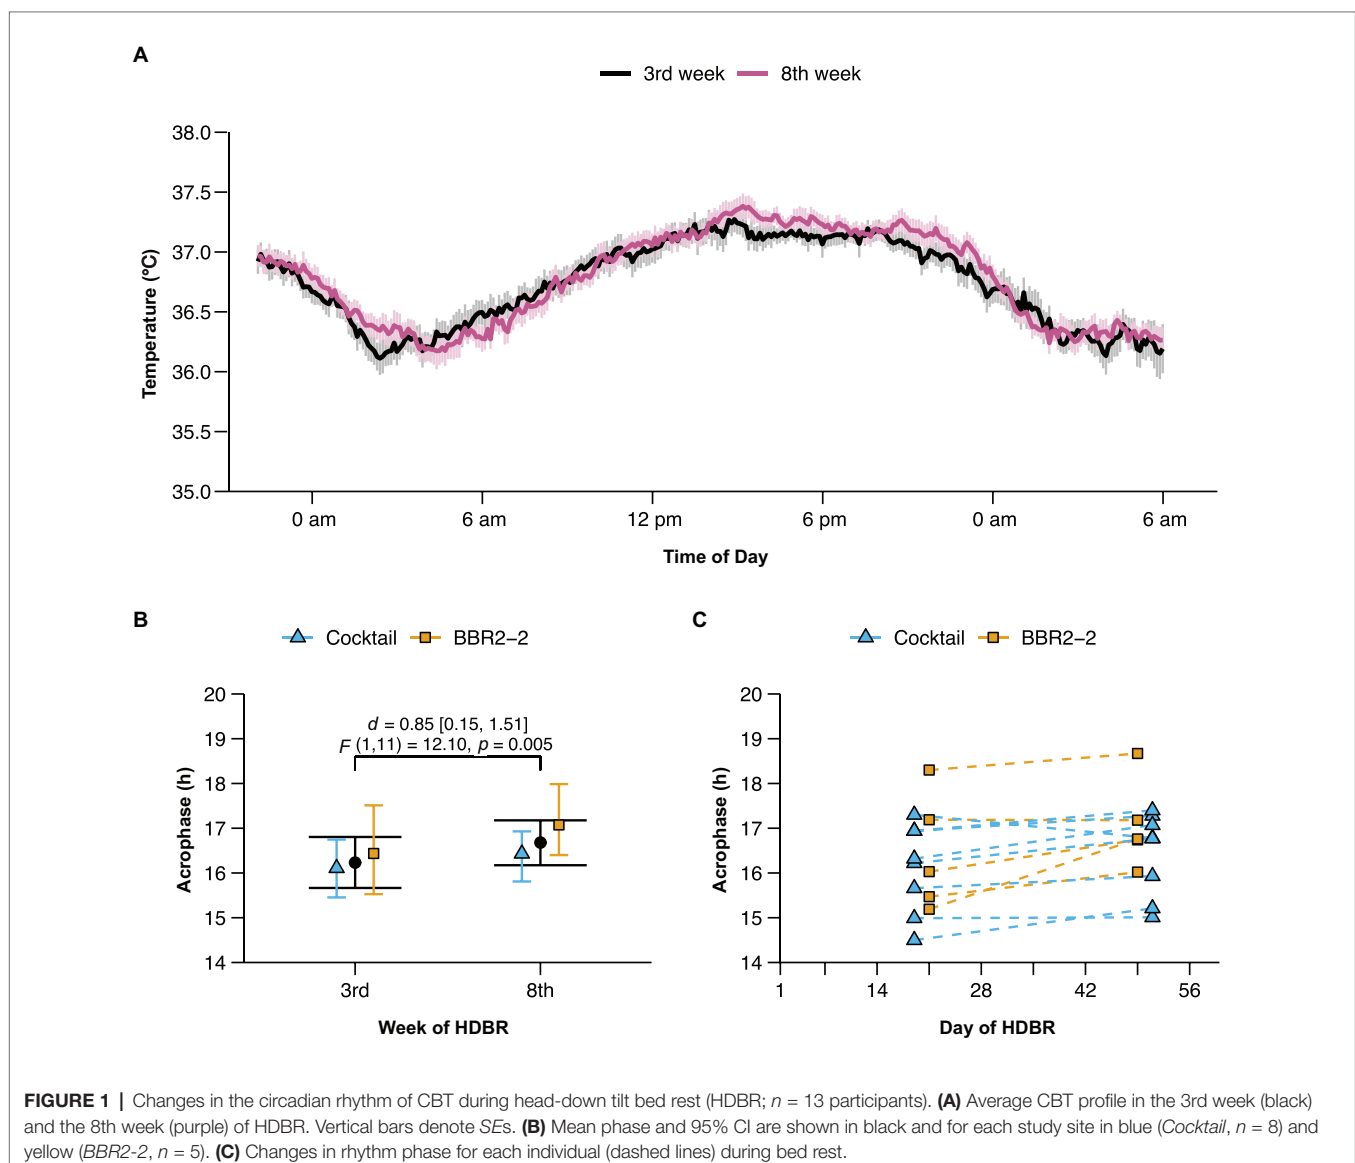 A
3rd week 8th week
38.0
37.5
37.0
36.5
36.0
35.5
35.0
Temperature (°C)
0 am 6 am 12 pm 6 pm 0 am 6 am
Time of Day
B
Cocktail BBR2−2
20
19
18
17
16
15
14
Acrophase (h)
d = 0.85 [0.15, 1.51]
F (1,11) = 12.10, p = 0.005
3rd 8th
Week of HDBR
C
Cocktail BBR2−2
20
19
18
17
16
15
14
Acrophase (h)
1 14 28 42 56
Day of HDBR
FIGURE 1 | Changes in the circadian rhythm of CBT during head-down tilt bed rest (HDBR; n = 13 participants). (A) Average CBT profile in the 3rd week (black)
and the 8th week (purple) of HDBR. Vertical bars denote SEs. (B) Mean phase and 95% CI are shown in black and for each study site in blue (Cocktail, n = 8) and
yellow (BBR2-2, n = 5). (C) Changes in rhythm phase for each individual (dashed lines) during bed rest.